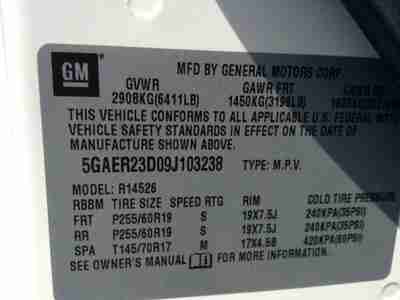 GM
MFD BY GENERAL MOTORS CORP.
GVWR GAWR FRT
2908KG(6411LB) 1450KG(3196LB)
THIS VEHICLE CONFORMS TO ALL APPLICABLE U.S. FEDERAL
STANDARDS IN EFFECT ON THE DATE OF
MANUFACTURE SHOWN ABOVE.
5GAER23D09J103238 TYPE: M.P.V.
MODEL: R14526
RBBM TIRE SIZE SPEED RTG RIM COLD TIRE PRESSURE
FRT P255/60R19 S 19X7.5J 240KPA(35PSI)
RR P255/60R19 S 19X7.5J 240KPA(35PSI)
SPA T145/70R17 M 17X4.5B 420KPA(60PSI)
SEE OWNER'S MANUAL FOR MORE INFORMATION.